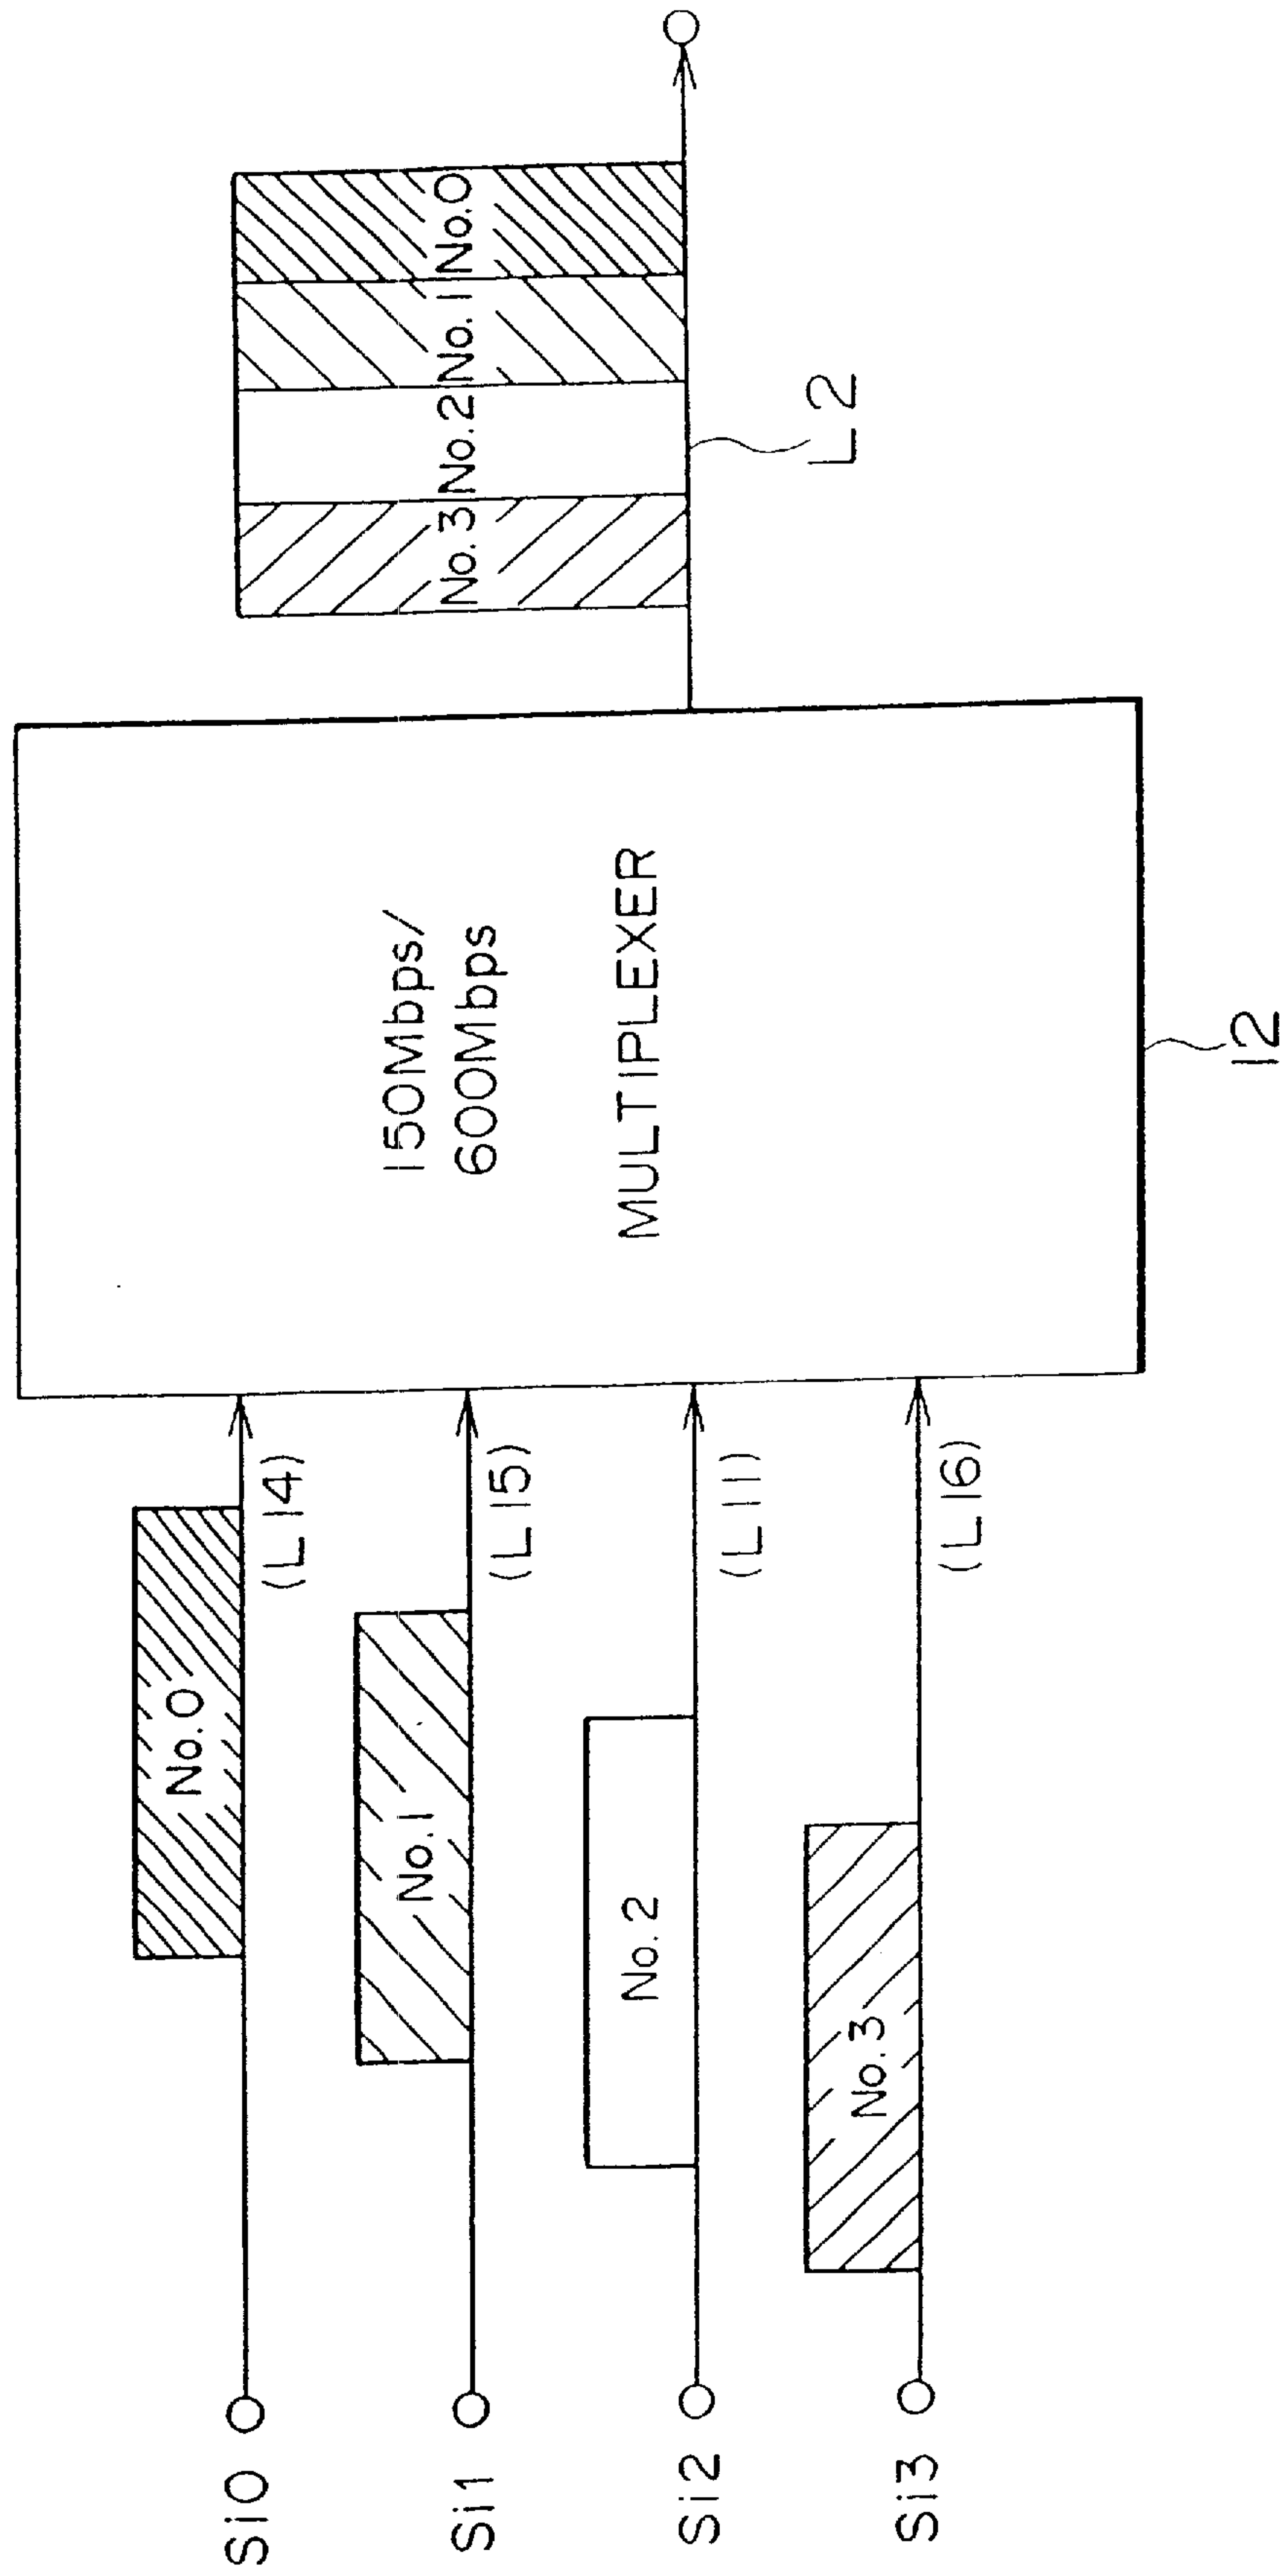 Si0
No.0
(L14)
Si1
No.1
(L15)
Si2
No.2
(L11)
Si3
No.3
(L16)
150Mbps/
600Mbps
MULTIPLEXER
12
No.3 No.2 No.1 No.0
L2